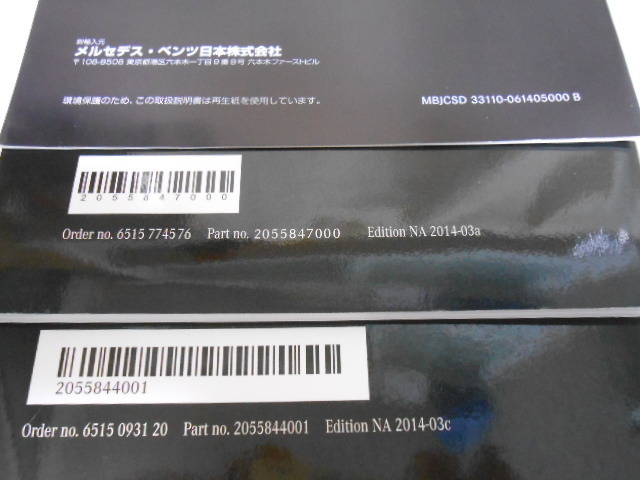 新輸入元
メルセデス・ベンツ日本株式会社
〒106-8506 東京都港区六本木一丁目9番9号 六本木ファーストビル
環境保護のため、この取扱説明書は再生紙を使用しています。
MBJCSD 33110-061405000 B
2055847000
Order no. 6515 774576 Part no. 2055847000 Edition NA 2014-03a
2055844001
Order no. 6515 0931 20 Part no. 2055844001 Edition NA 2014-03c